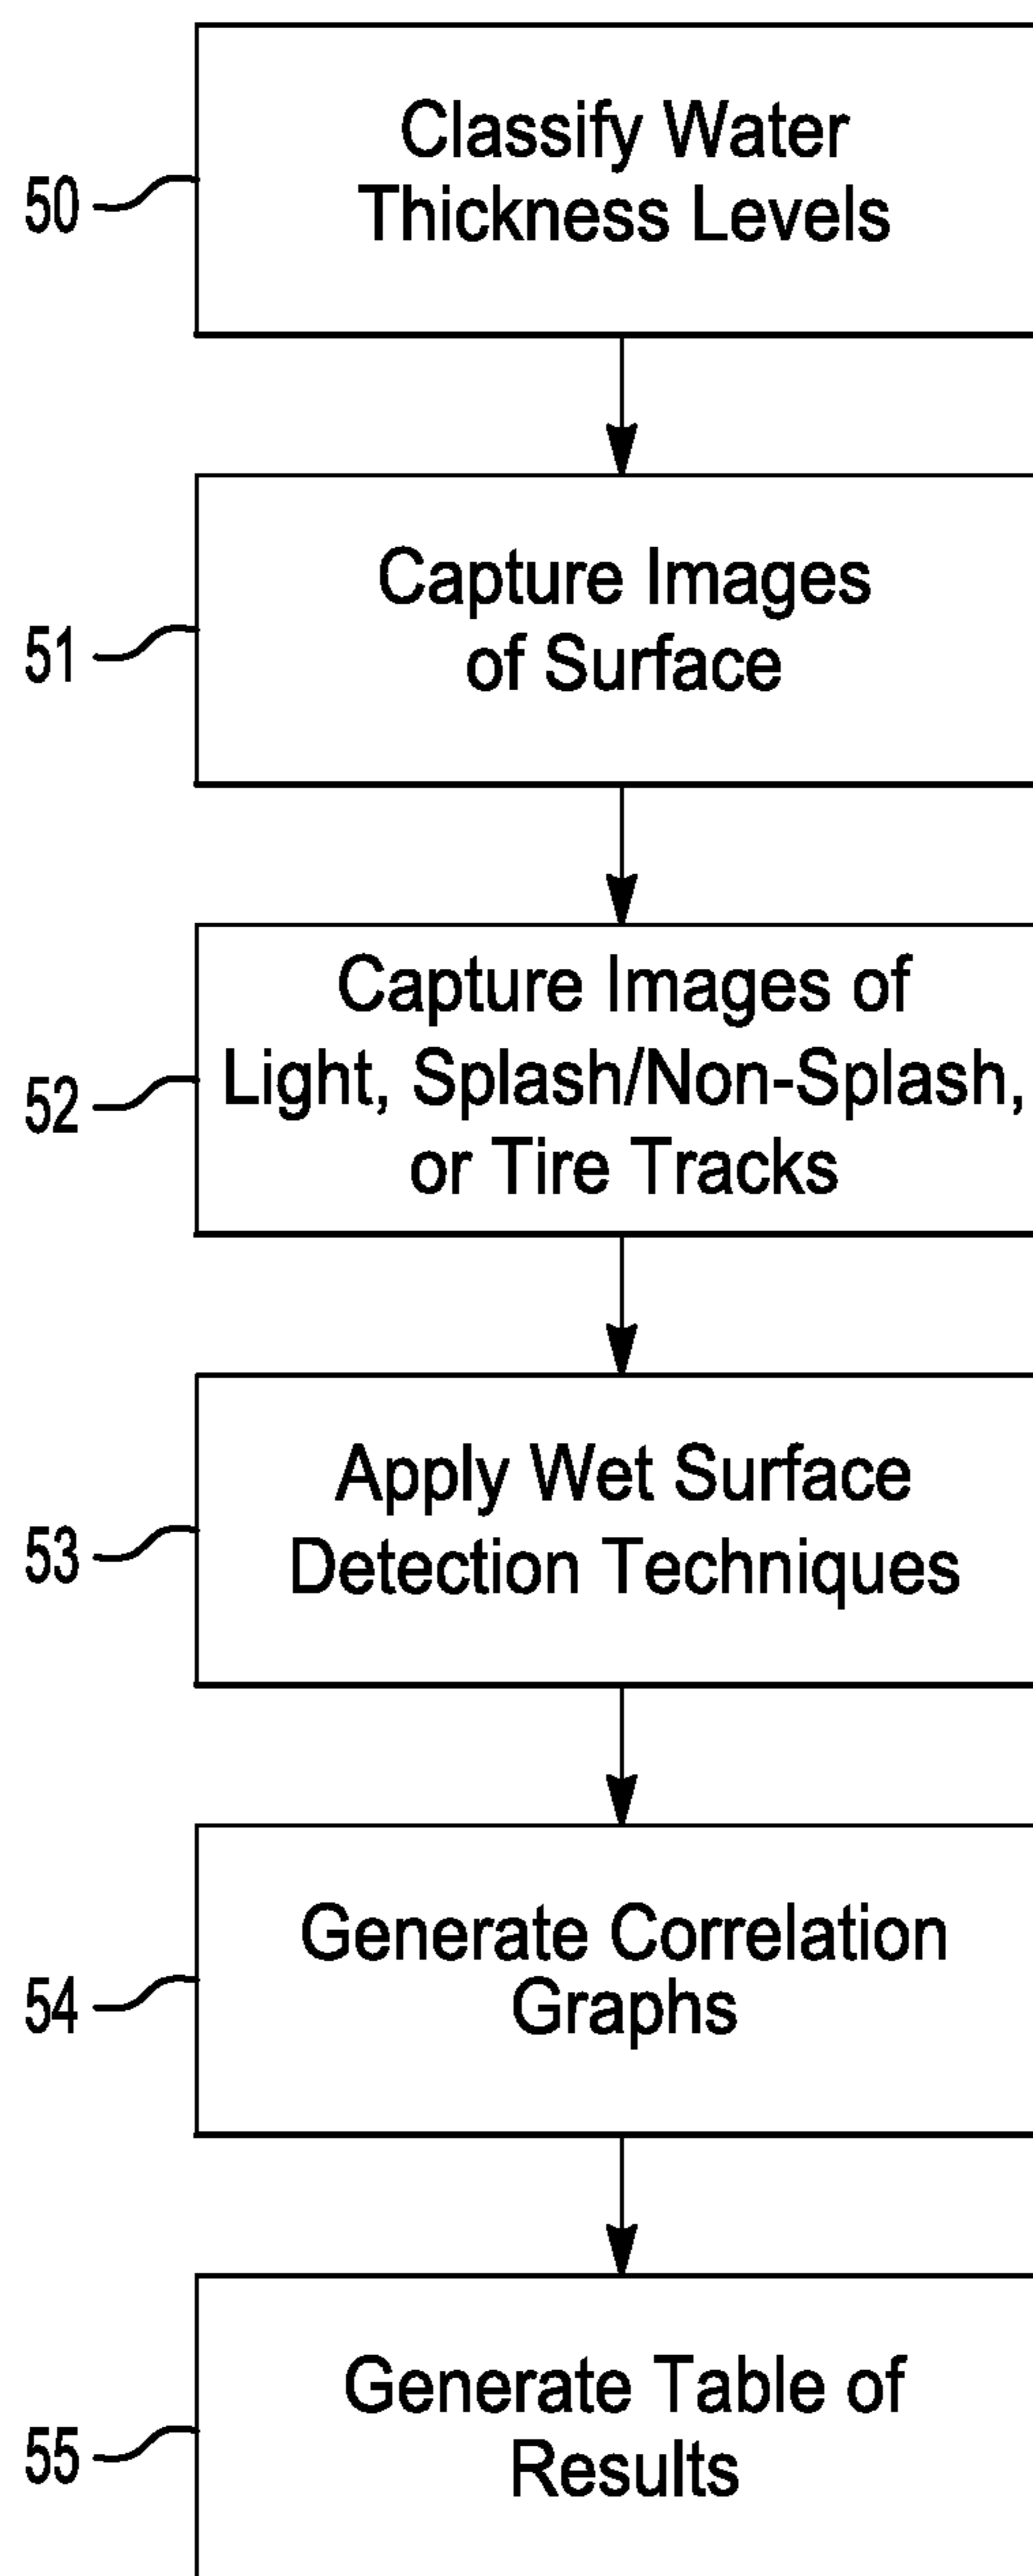 50
Classify Water
Thickness Levels
51
Capture Images
of Surface
52
Capture Images of
Light, Splash/Non-Splash,
or Tire Tracks
53
Apply Wet Surface
Detection Techniques
54
Generate Correlation
Graphs
55
Generate Table of
Results